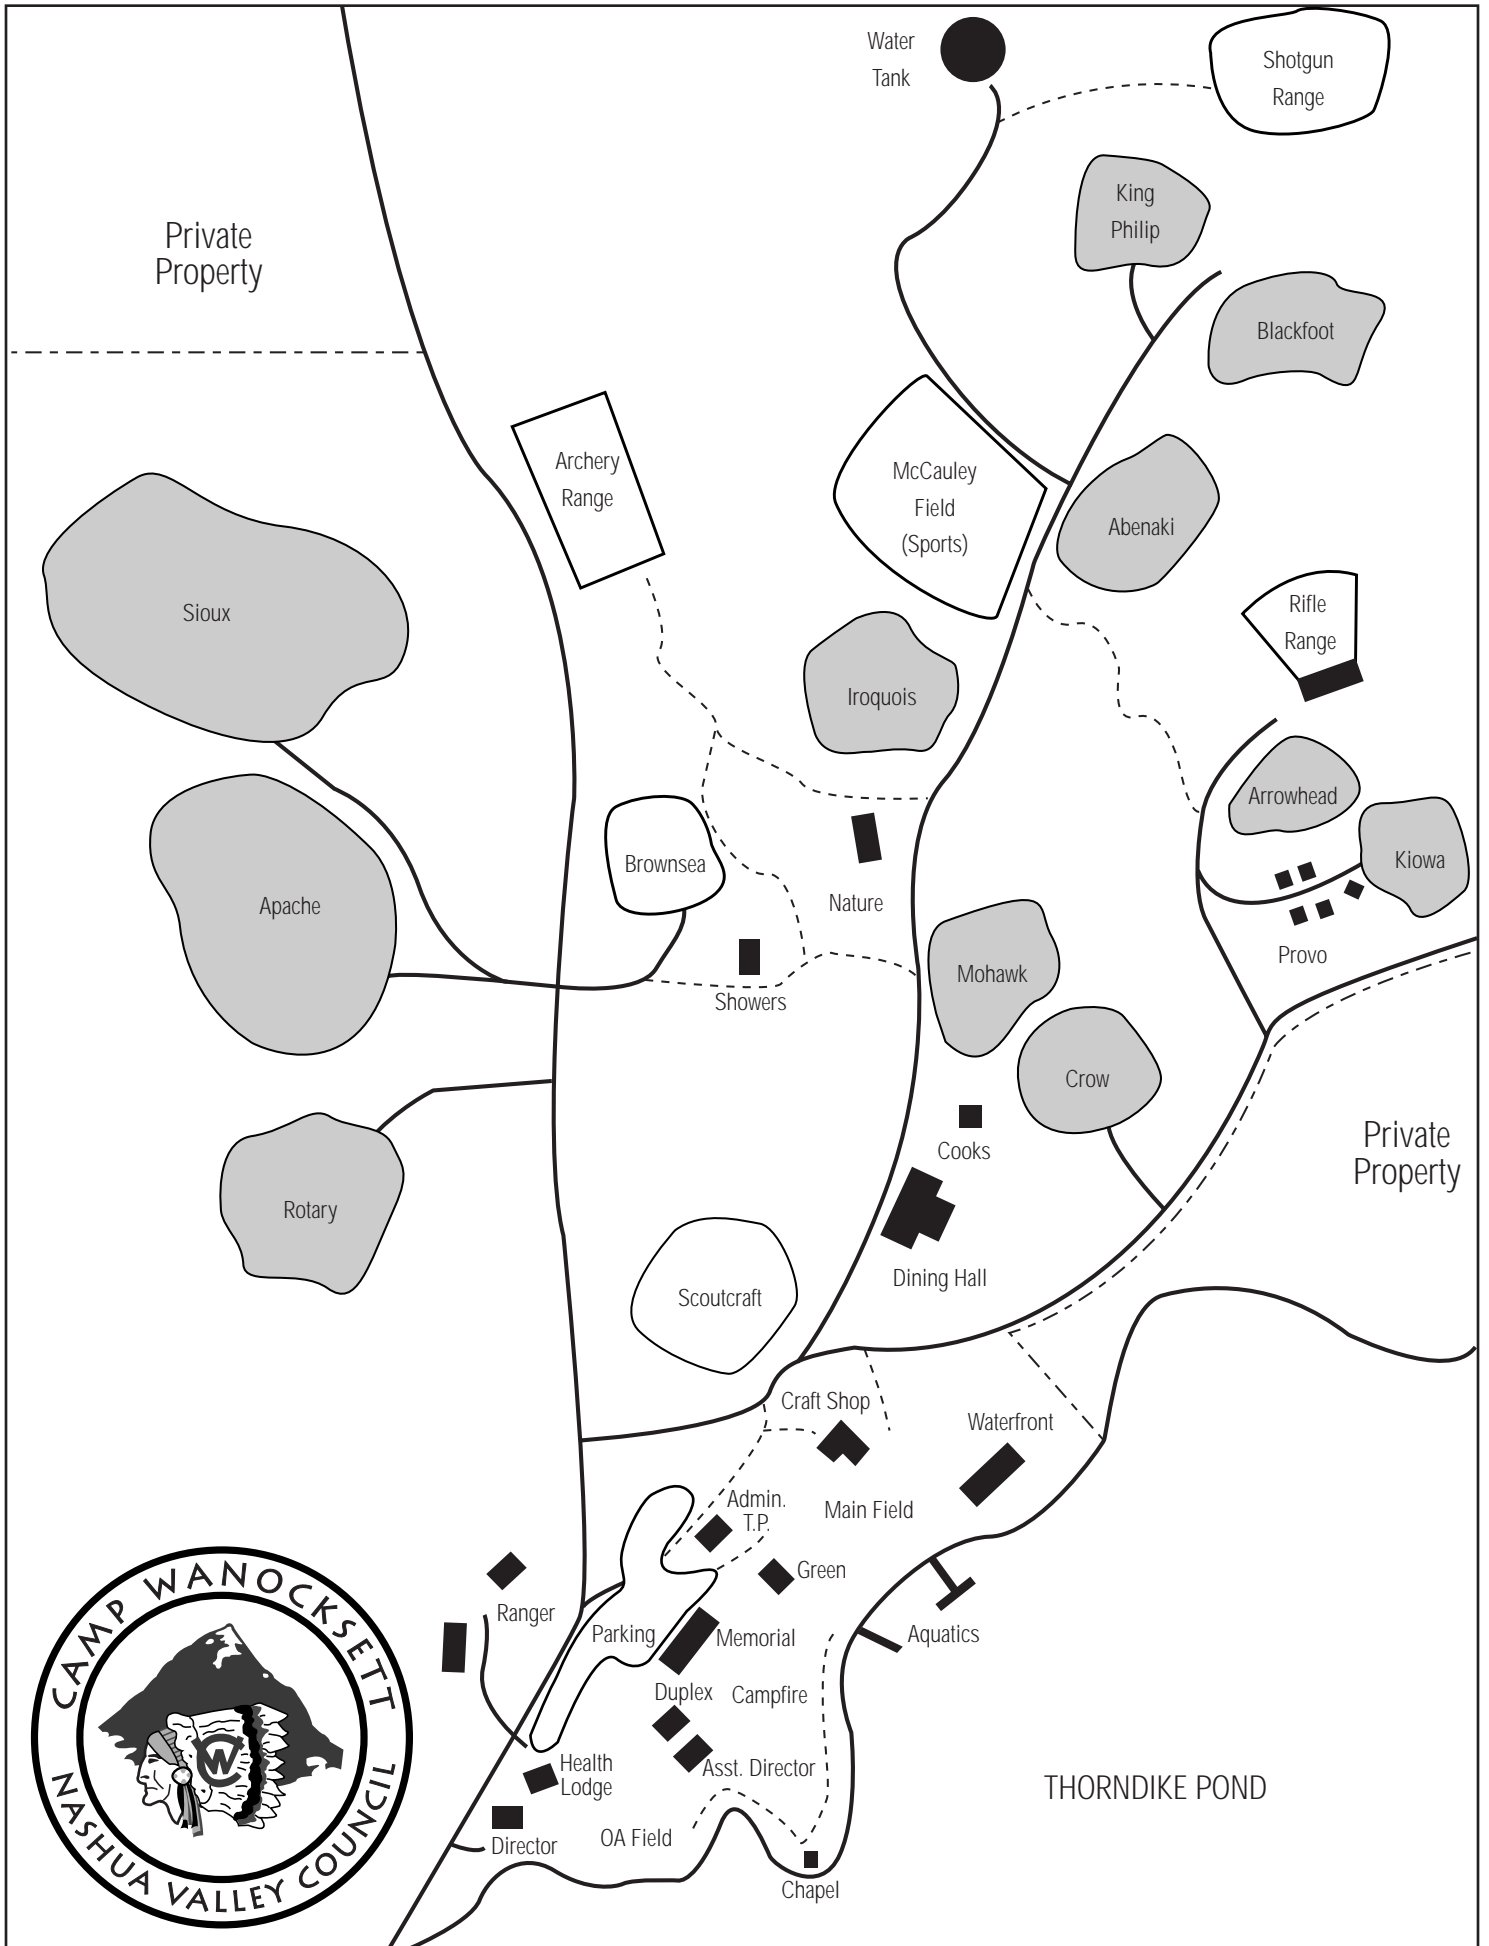 Water
Tank
Shotgun
Range
King
Philip
Private
Property
Blackfoot
Archery
Range
McCauley
Field
(Sports)
Abenaki
Sioux
Rifle
Range
Iroquois
Arrowhead
Brownsea
Kiowa
Apache
Nature
Provo
Mohawk
Showers
Crow
Cooks
Private
Property
Rotary
Dining Hall
Scoutcraft
Craft Shop
Waterfront
Admin.
T.P.
Main Field
Green
Ranger
Parking
Memorial
Aquatics
Duplex
Campfire
Health
Lodge
Asst. Director
THORNDIKE POND
OA Field
Director
Chapel
CAMP WANOCKSETT
CW
NASHUA VALLEY COUNCIL